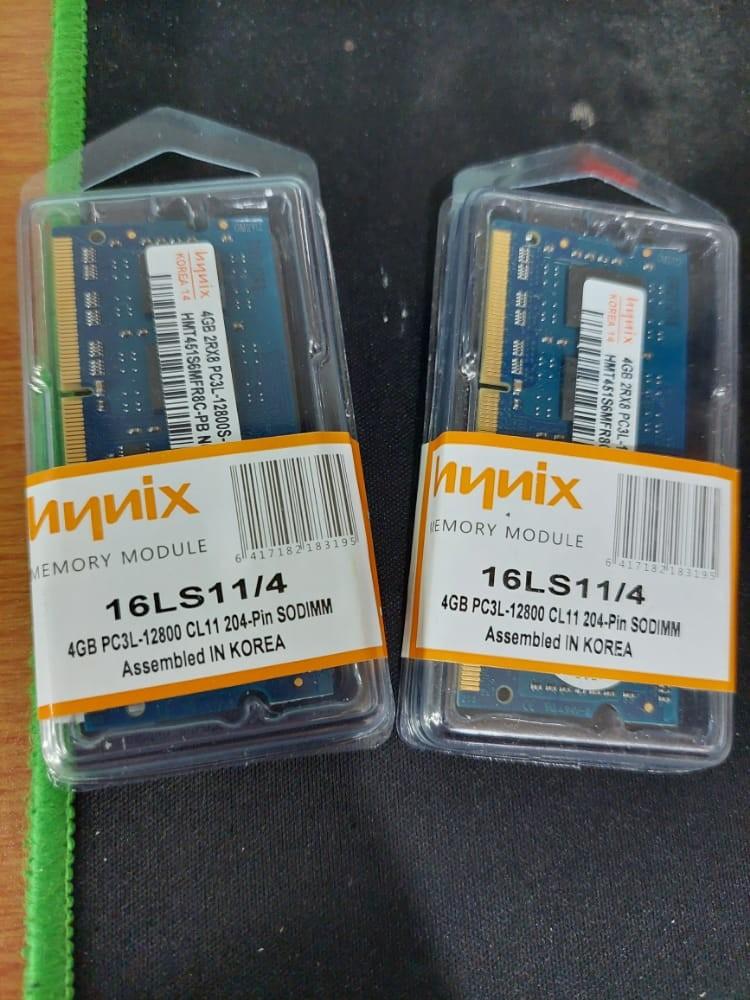 hynix
KOREA 14
4GB 2RX8 PC3L-12800S-
HMT451S6MFR8C-PB N
hynix
MEMORY MODULE
6 417182 183195
16LS11/4
4GB PC3L-12800 CL11 204-Pin SODIMM
Assembled IN KOREA
hynix
KOREA 14
4GB 2RX8 PC3L-1
HMT451S6MFR8C
hynix
MEMORY MODULE
6 417182 183195
16LS11/4
4GB PC3L-12800 CL11 204-Pin SODIMM
Assembled IN KOREA